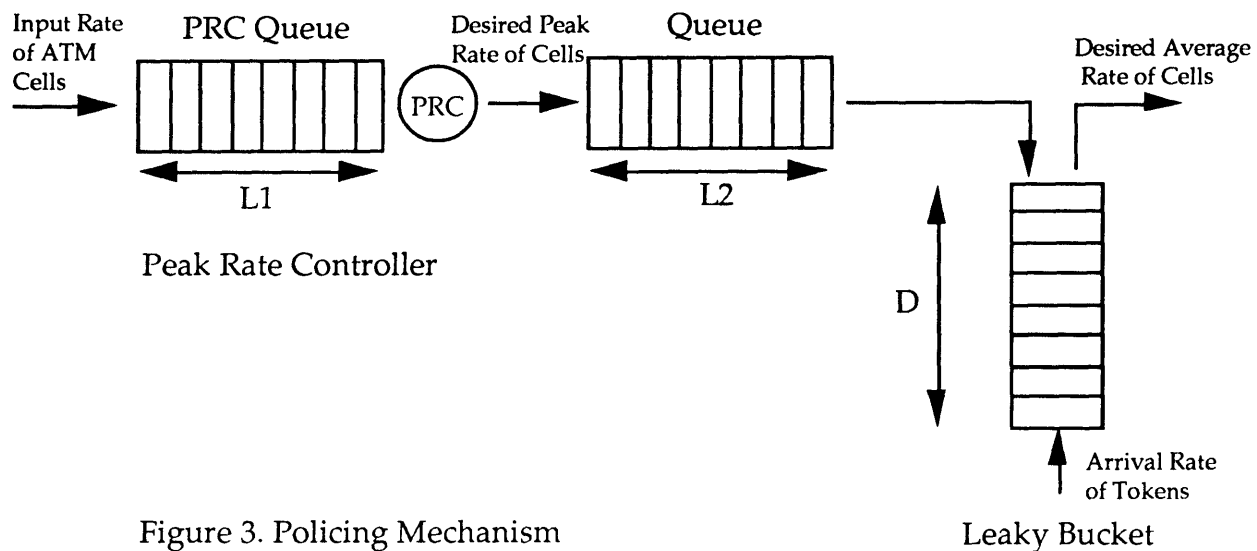 Input Rate
of ATM
Cells
PRC Queue
PRC
Desired Peak
Rate of Cells
Queue
Desired Average
Rate of Cells
L1
L2
Peak Rate Controller
D
Arrival Rate
of Tokens
Figure 3. Policing Mechanism
Leaky Bucket